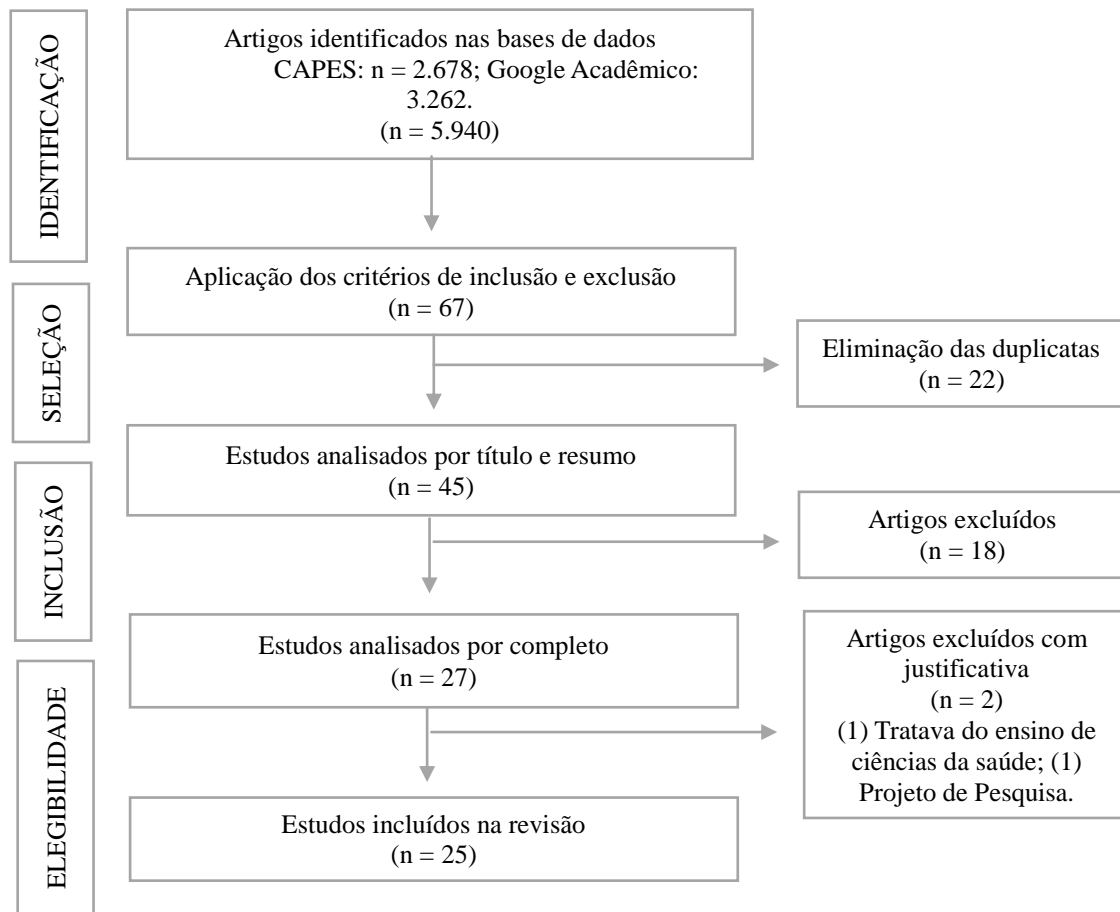 IDENTIFICAÇÃO
Artigos identificados nas bases de dados
CAPES: n = 2.678; Google Acadêmico:
3.262.
(n = 5.940)
SELEÇÃO
Aplicação dos critérios de inclusão e exclusão
(n = 67)
Eliminação das duplicatas
(n = 22)
INCLUSÃO
Estudos analisados por título e resumo
(n = 45)
Artigos excluídos
(n = 18)
ELEGIBILIDADE
Estudos analisados por completo
(n = 27)
Artigos excluídos com
justificativa
(n = 2)
(1) Tratava do ensino de
ciências da saúde; (1)
Projeto de Pesquisa.
Estudos incluídos na revisão
(n = 25)